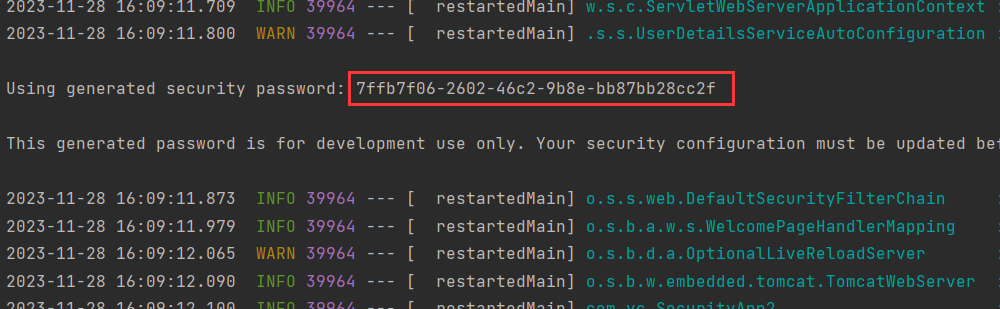 2023-11-28 16:09:11.709  INFO 39964 --- [  restartedMain] w.s.c.ServletWebServerApplicationContext
2023-11-28 16:09:11.800  WARN 39964 --- [  restartedMain] .s.s.UserDetailsServiceAutoConfiguration
Using generated security password: 7ffb7f06-2602-46c2-9b8e-bb87bb28cc2f
This generated password is for development use only. Your security configuration must be updated bef
2023-11-28 16:09:11.873  INFO 39964 --- [  restartedMain] o.s.s.web.DefaultSecurityFilterChain
2023-11-28 16:09:11.979  INFO 39964 --- [  restartedMain] o.s.b.a.w.s.WelcomePageHandlerMapping
2023-11-28 16:09:12.065  WARN 39964 --- [  restartedMain] o.s.b.d.a.OptionalLiveReloadServer
2023-11-28 16:09:12.090  INFO 39964 --- [  restartedMain] o.s.b.w.embedded.tomcat.TomcatWebServer
2023-11-28 16:09:12.100  INFO 39964 --- [  restartedMain] com.yc.SecurityApp2